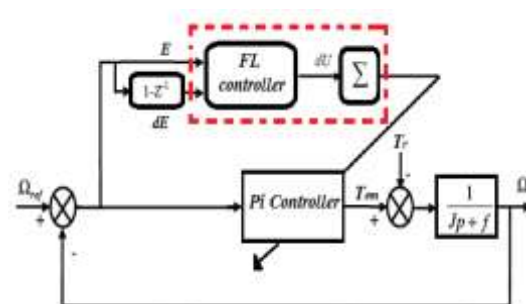 E
FL
controller
dU
∑
1-Z⁻¹
dE
Tr
Ωref
+
-
Pi Controller
Tem
+
-
1
Jp + f
Ω